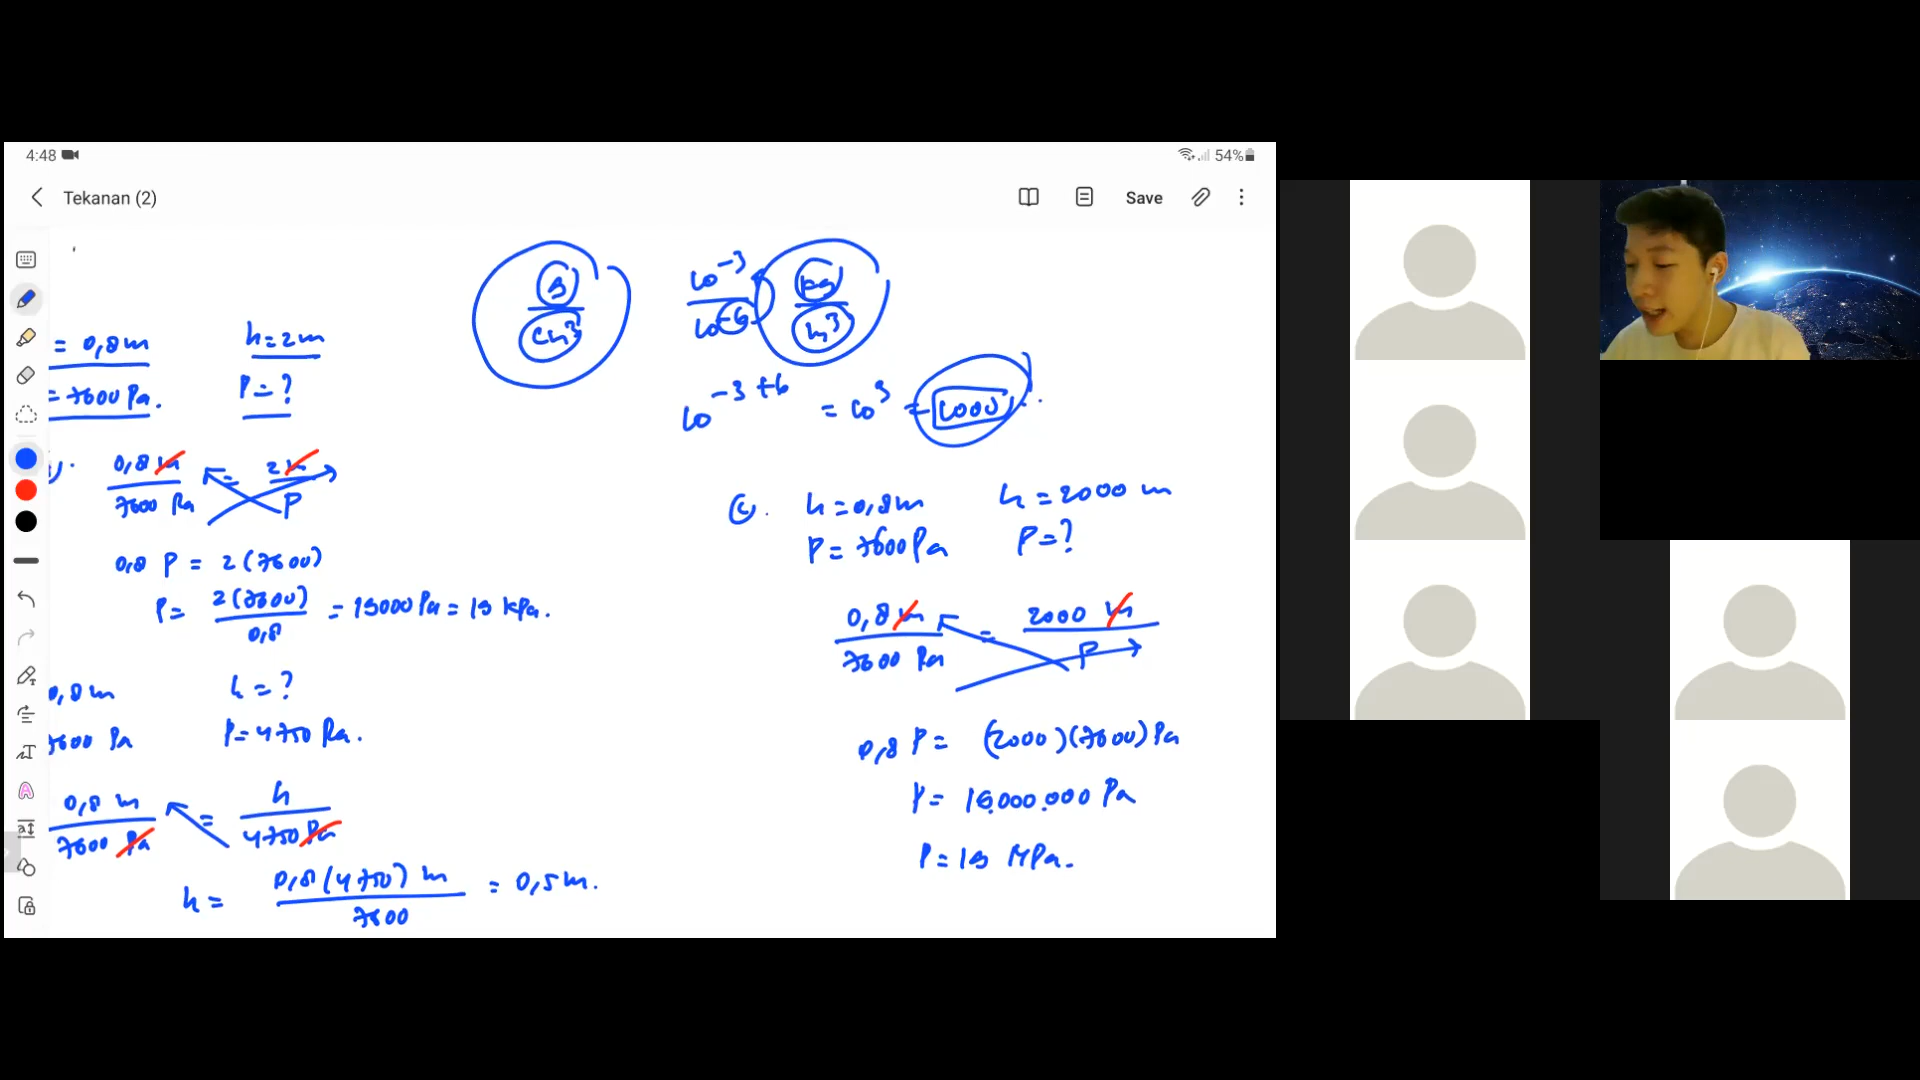 4:48
54%
Tekanan (2)
Save
= 0,8 m
h = 2 m
= 7600 Pa.
P = ?
0,8 m / 7600 Pa = 2 m / P
0,8 P = 2 (7600)
P = 2 (7600) / 0,8 = 19000 Pa = 19 kPa.
0,8 m
h = ?
7600 Pa
P = 4750 Pa.
0,8 m / 7600 Pa = h / 4750 Pa
h = 0,8 (4750) m / 7600 = 0,5 m.
g / cm³
10⁻³ / 10⁻⁶ kg / m³
10⁻³⁺⁶ = 10³ = 1000
c. h = 0,8 m
h = 2000 m
P = 7600 Pa
P = ?
0,8 m / 7600 Pa = 2000 m / P
0,8 P = (2000)(7600) Pa
P = 19.000.000 Pa
P = 19 MPa.